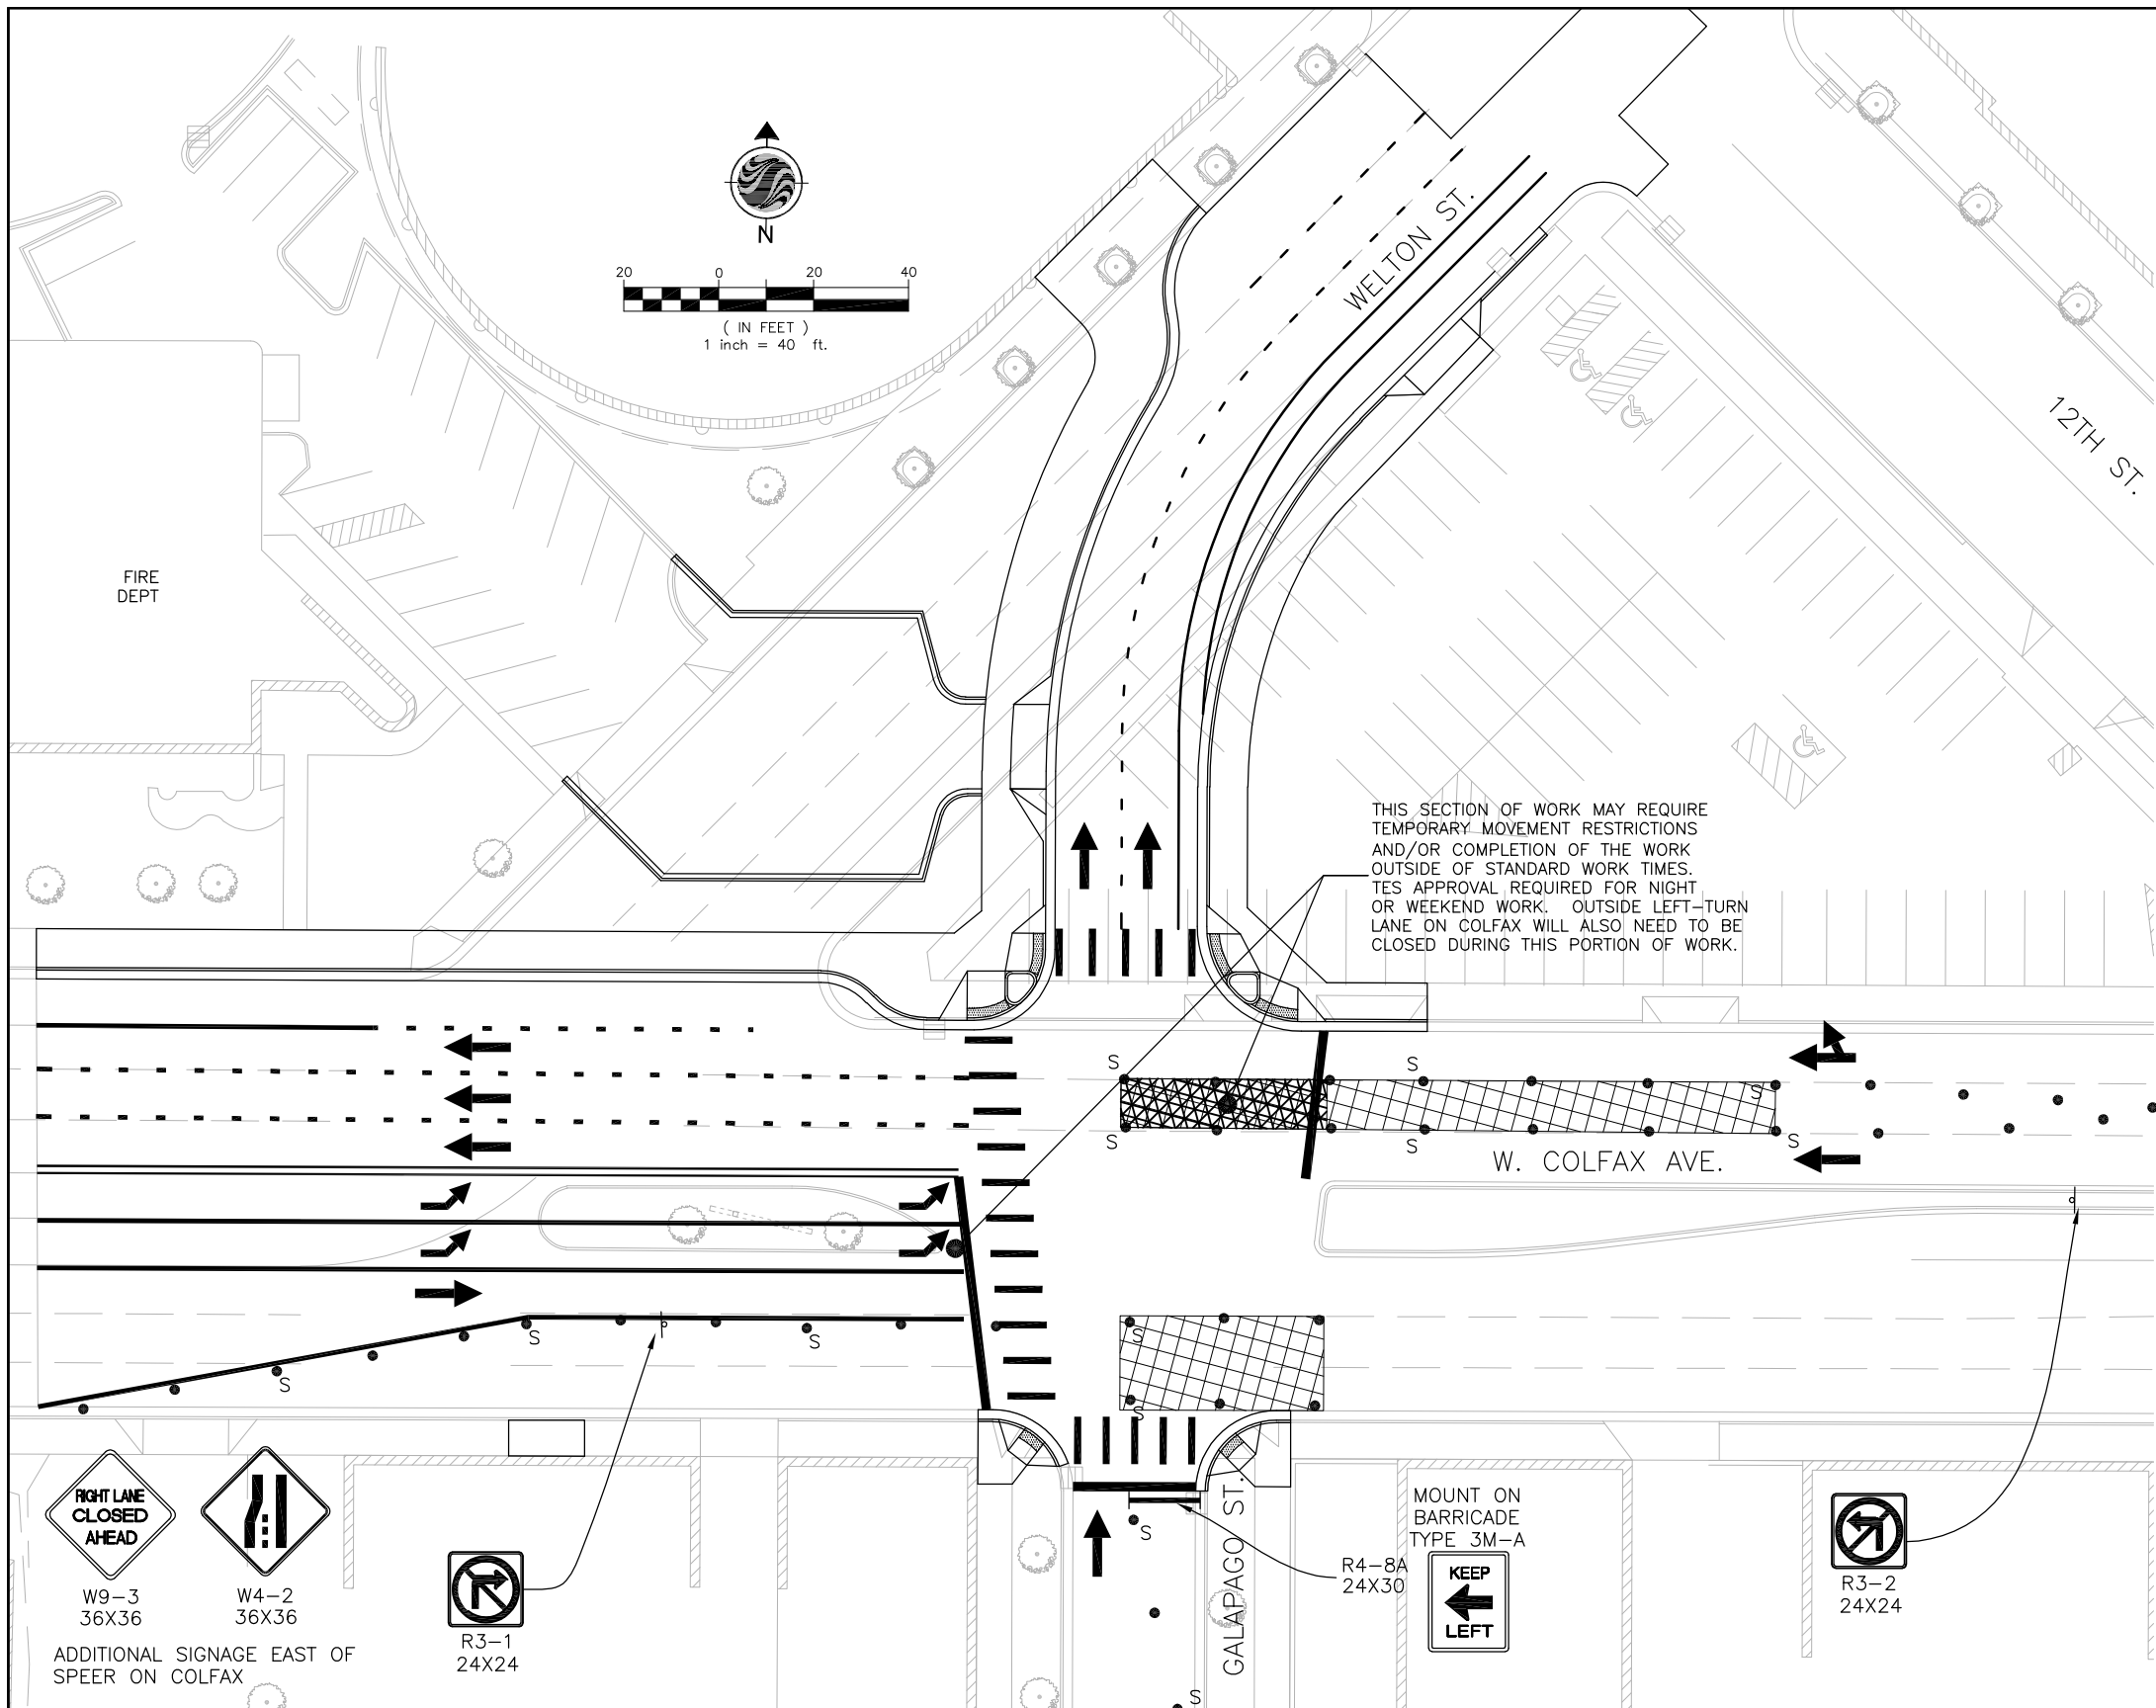 N
20 0 20 40
( IN FEET )
1 inch = 40 ft.
WELTON ST.
12TH ST.
FIRE
DEPT
THIS SECTION OF WORK MAY REQUIRE
TEMPORARY MOVEMENT RESTRICTIONS
AND/OR COMPLETION OF THE WORK
OUTSIDE OF STANDARD WORK TIMES.
TES APPROVAL REQUIRED FOR NIGHT
OR WEEKEND WORK. OUTSIDE LEFT-TURN
LANE ON COLFAX WILL ALSO NEED TO BE
CLOSED DURING THIS PORTION OF WORK.
S
S
S
S
S
S
W. COLFAX AVE.
S
S
S
S
S
RIGHT LANE
CLOSED
AHEAD
W9-3
36X36
W4-2
36X36
ADDITIONAL SIGNAGE EAST OF
SPEER ON COLFAX
R3-1
24X24
S
S
GALAPAGO ST.
R4-8A
24X30
MOUNT ON
BARRICADE
TYPE 3M-A
KEEP
LEFT
R3-2
24X24